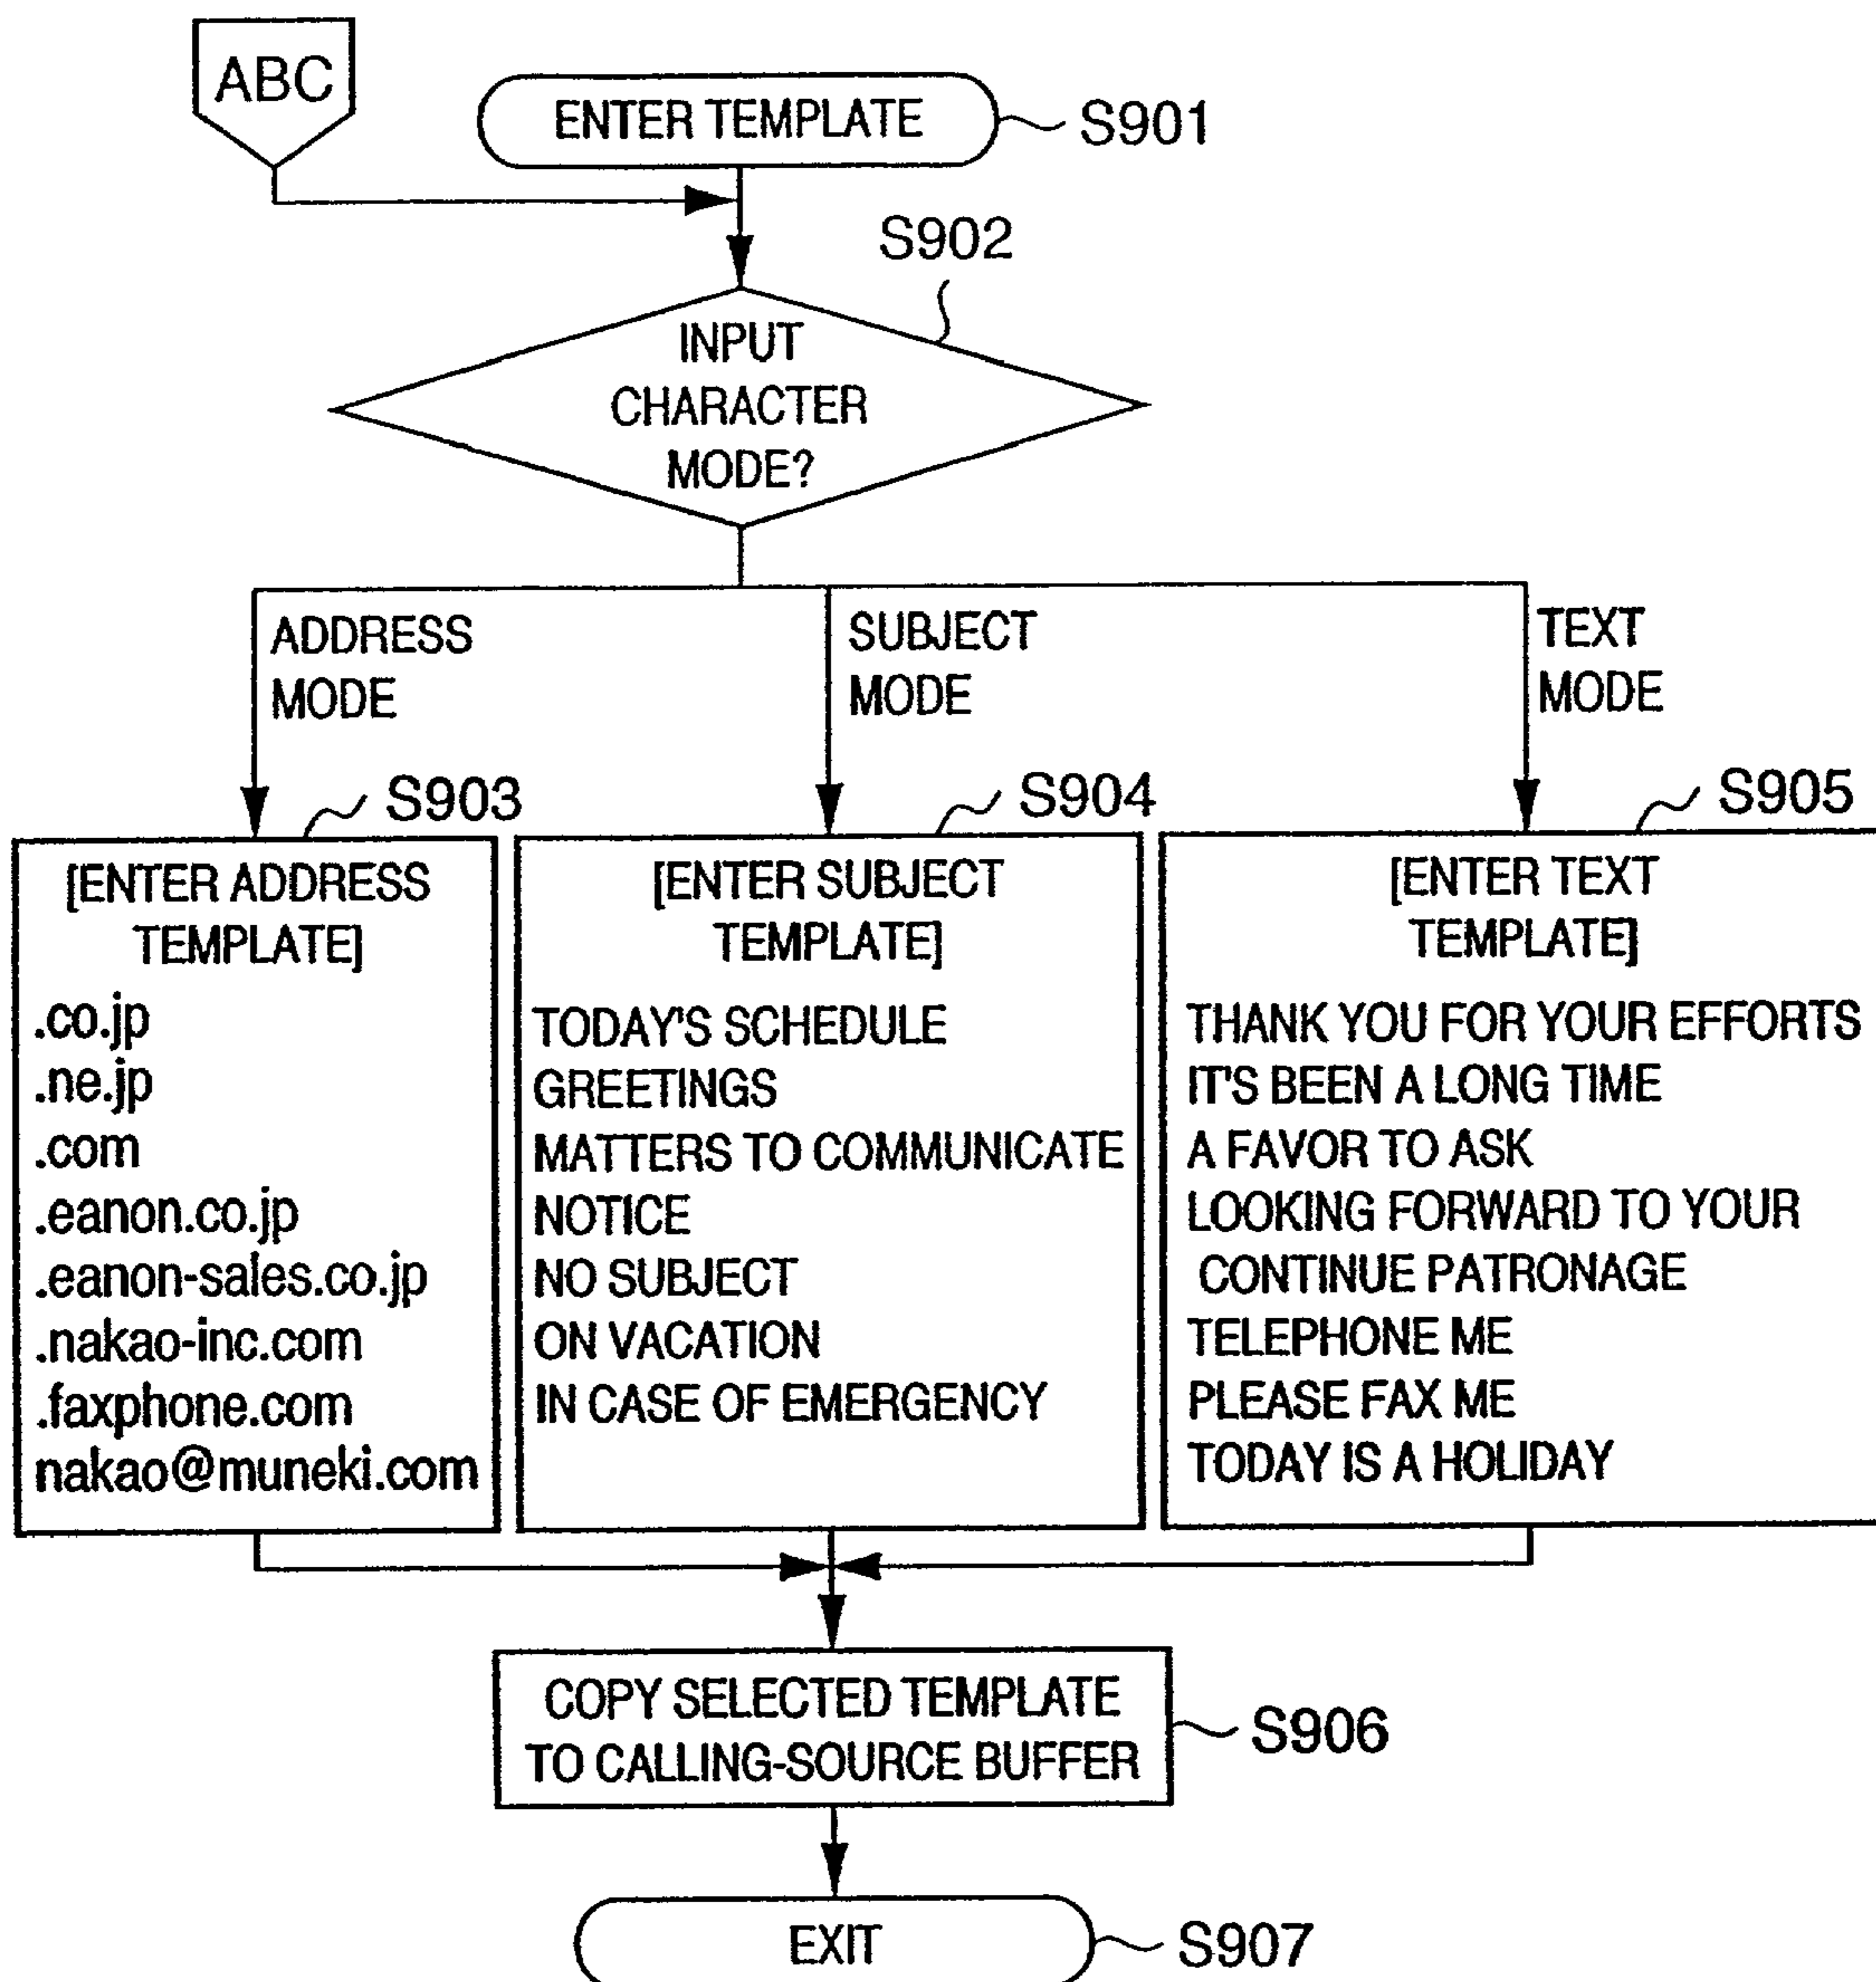 ABC
ENTER TEMPLATE
S901
S902
INPUT
CHARACTER
MODE?
ADDRESS
MODE
SUBJECT
MODE
TEXT
MODE
S903
[ENTER ADDRESS
TEMPLATE]
.co.jp
.ne.jp
.com
.eanon.co.jp
.eanon-sales.co.jp
.nakao-inc.com
.faxphone.com
nakao@muneki.com
S904
[ENTER SUBJECT
TEMPLATE]
TODAY'S SCHEDULE
GREETINGS
MATTERS TO COMMUNICATE
NOTICE
NO SUBJECT
ON VACATION
IN CASE OF EMERGENCY
S905
[ENTER TEXT
TEMPLATE]
THANK YOU FOR YOUR EFFORTS
IT'S BEEN A LONG TIME
A FAVOR TO ASK
LOOKING FORWARD TO YOUR
CONTINUE PATRONAGE
TELEPHONE ME
PLEASE FAX ME
TODAY IS A HOLIDAY
COPY SELECTED TEMPLATE
TO CALLING-SOURCE BUFFER
S906
EXIT
S907